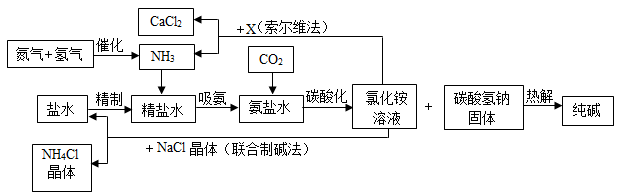 CaCl2
+X（索尔维法）
氮气+氢气
催化
NH3
CO2
盐水
精制
精盐水
吸氨
氨盐水
碳酸化
氯化铵
溶液
+
碳酸氢钠
固体
热解
纯碱
NH4Cl
晶体
+ NaCl 晶体（联合制碱法）